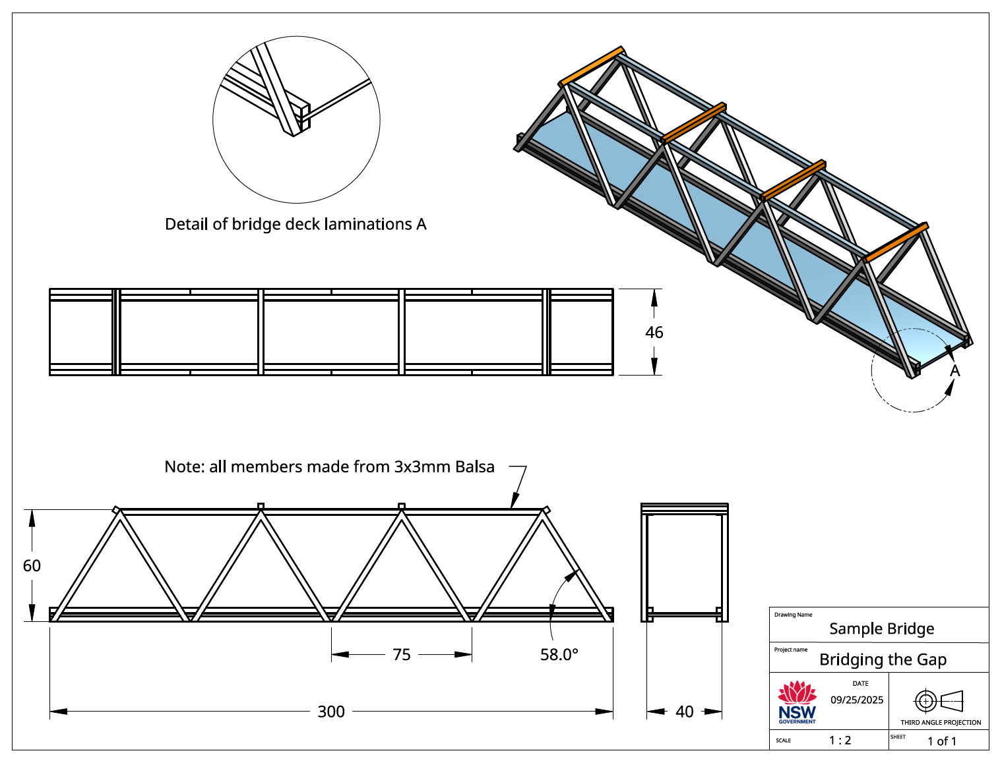 Detail of bridge deck laminations A
A
46
Note: all members made from 3x3mm Balsa
60
75
58.0°
300
40
Drawing Name
Sample Bridge
Project name
Bridging the Gap
NSW
GOVERNMENT
DATE
09/25/2025
THIRD ANGLE PROJECTION
SCALE
1 : 2
SHEET
1 of 1